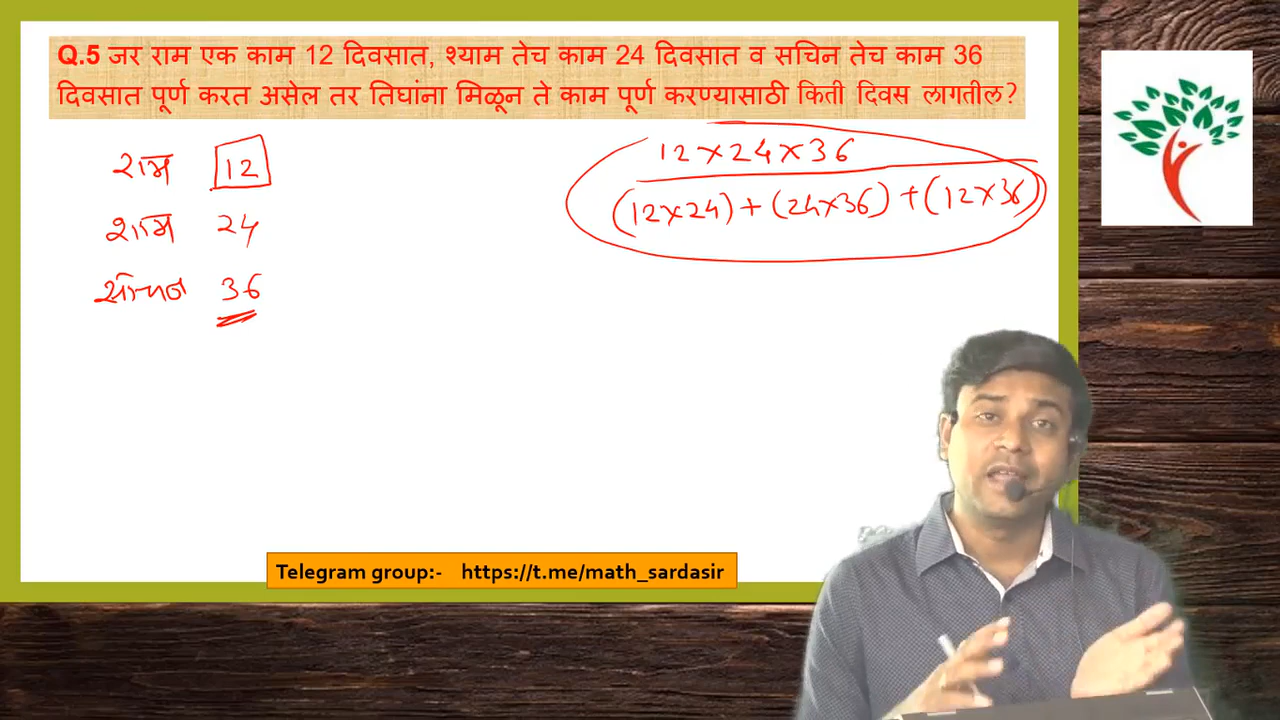 Q.5 जर राम एक काम 12 दिवसात, श्याम तेच काम 24 दिवसात व सचिन तेच काम 36
दिवसात पूर्ण करत असेल तर तिघांना मिळून ते काम पूर्ण करण्यासाठी किती दिवस लागतील?
राम 12
शाम 24
सचिन 36
12×24×36
(12×24)+(24×36)+(12×36)
Telegram group:- https://t.me/math_sardasir